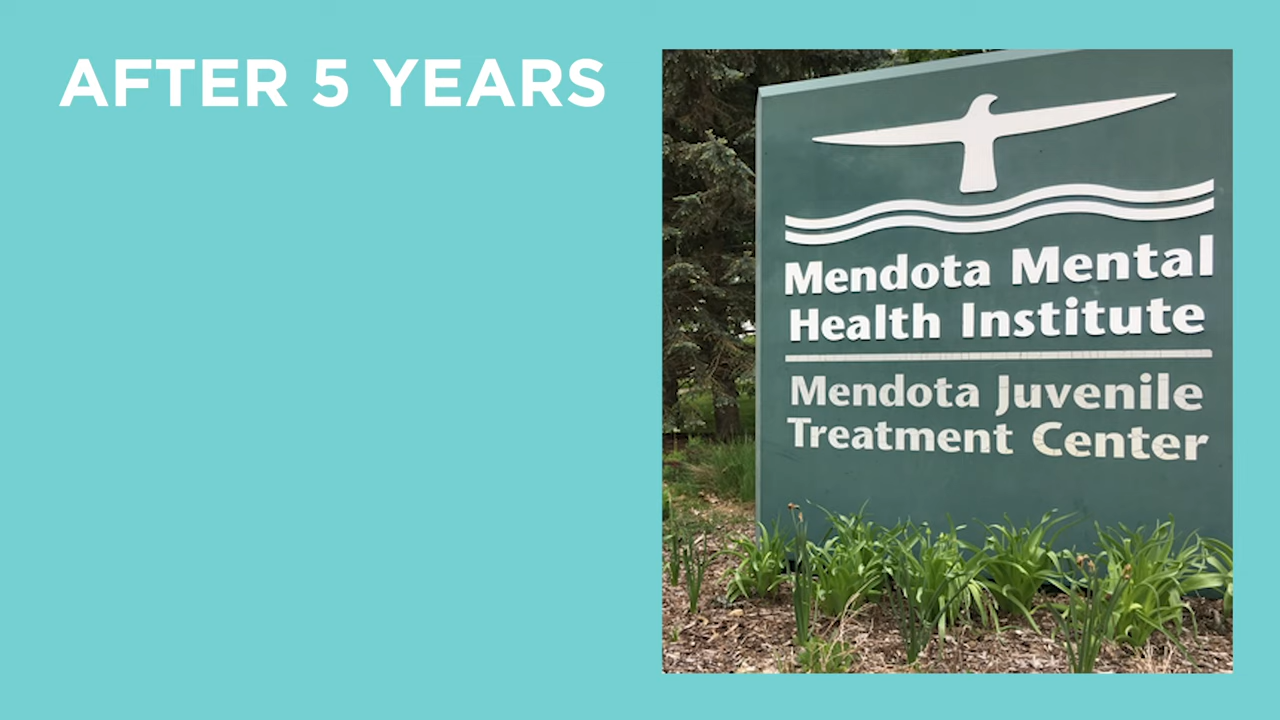 AFTER 5 YEARS
Mendota Mental
Health Institute
Mendota Juvenile
Treatment Center